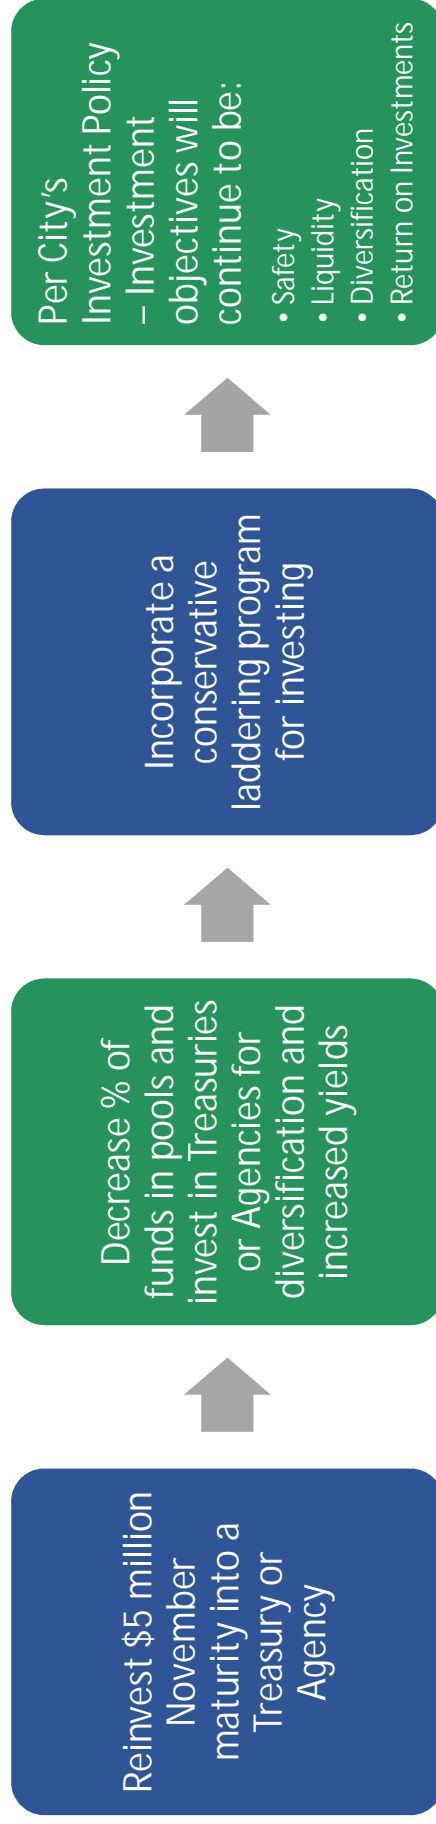 Reinvest $5 million
November
maturity into a
Treasury or
Agency
Decrease % of
funds in pools and
invest in Treasuries
or Agencies for
diversification and
increased yields
Incorporate a
conservative
laddering program
for investing
Per City's
Investment Policy
– Investment
objectives will
continue to be:
• Safety
• Liquidity
• Diversification
• Return on Investments